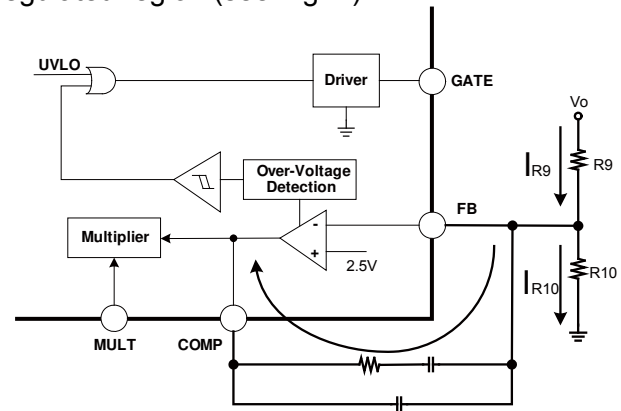 UVLO
Driver
GATE
Vo
IR9
R9
Over-Voltage
Detection
FB
Multiplier
-
+
2.5V
IR10
R10
MULT
COMP